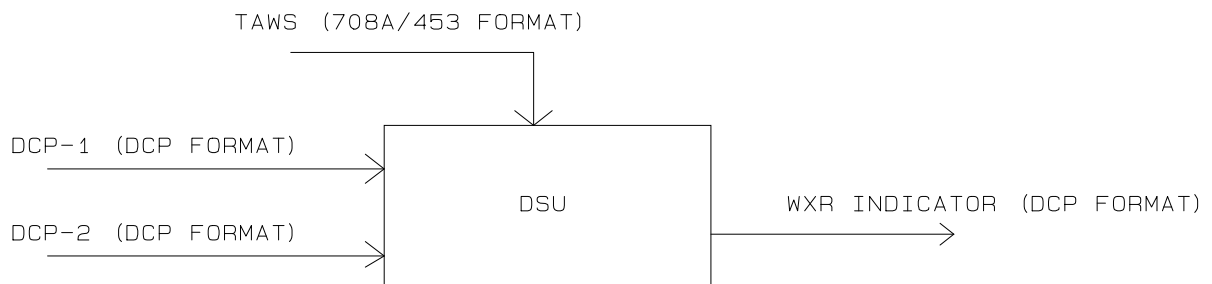 TAWS (708A/453 FORMAT)
DCP-1 (DCP FORMAT)
DSU
WXR INDICATOR (DCP FORMAT)
DCP-2 (DCP FORMAT)